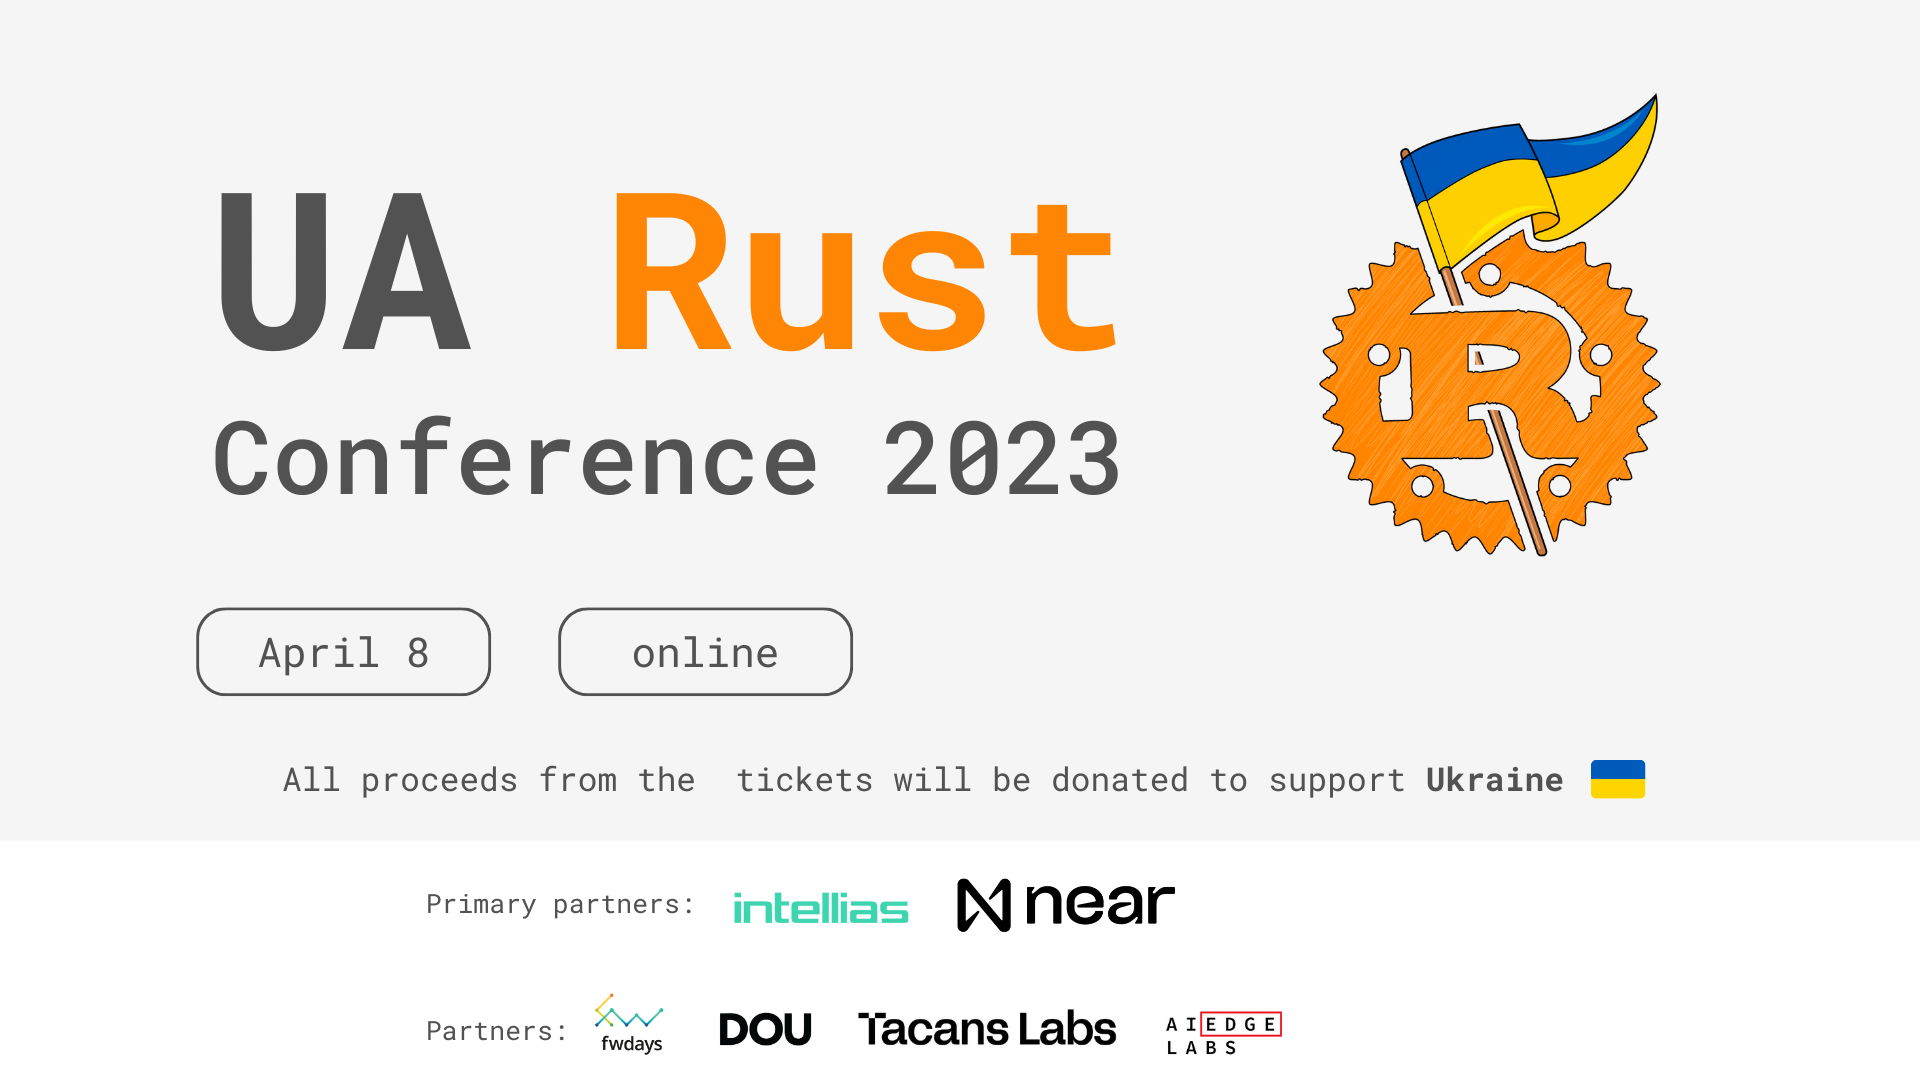 UA Rust
Conference 2023
R
April 8 online
All proceeds from the tickets will be donated to support Ukraine
Primary partners: intellias near
Partners: fwdays DOU Tacans Labs AI EDGE
LABS